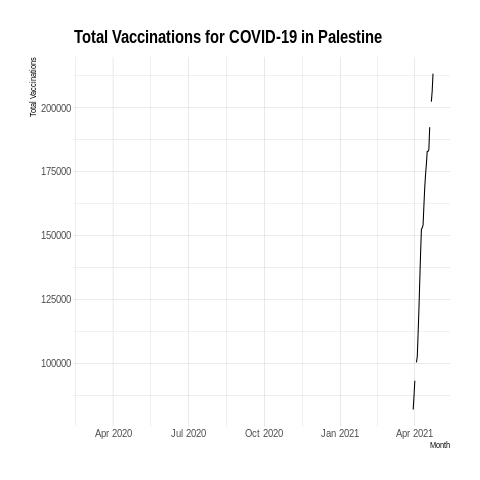 Total Vaccinations for COVID-19 in Palestine
Total Vaccinations
200000
175000
150000
125000
100000
Apr 2020 Jul 2020 Oct 2020 Jan 2021 Apr 2021
Month